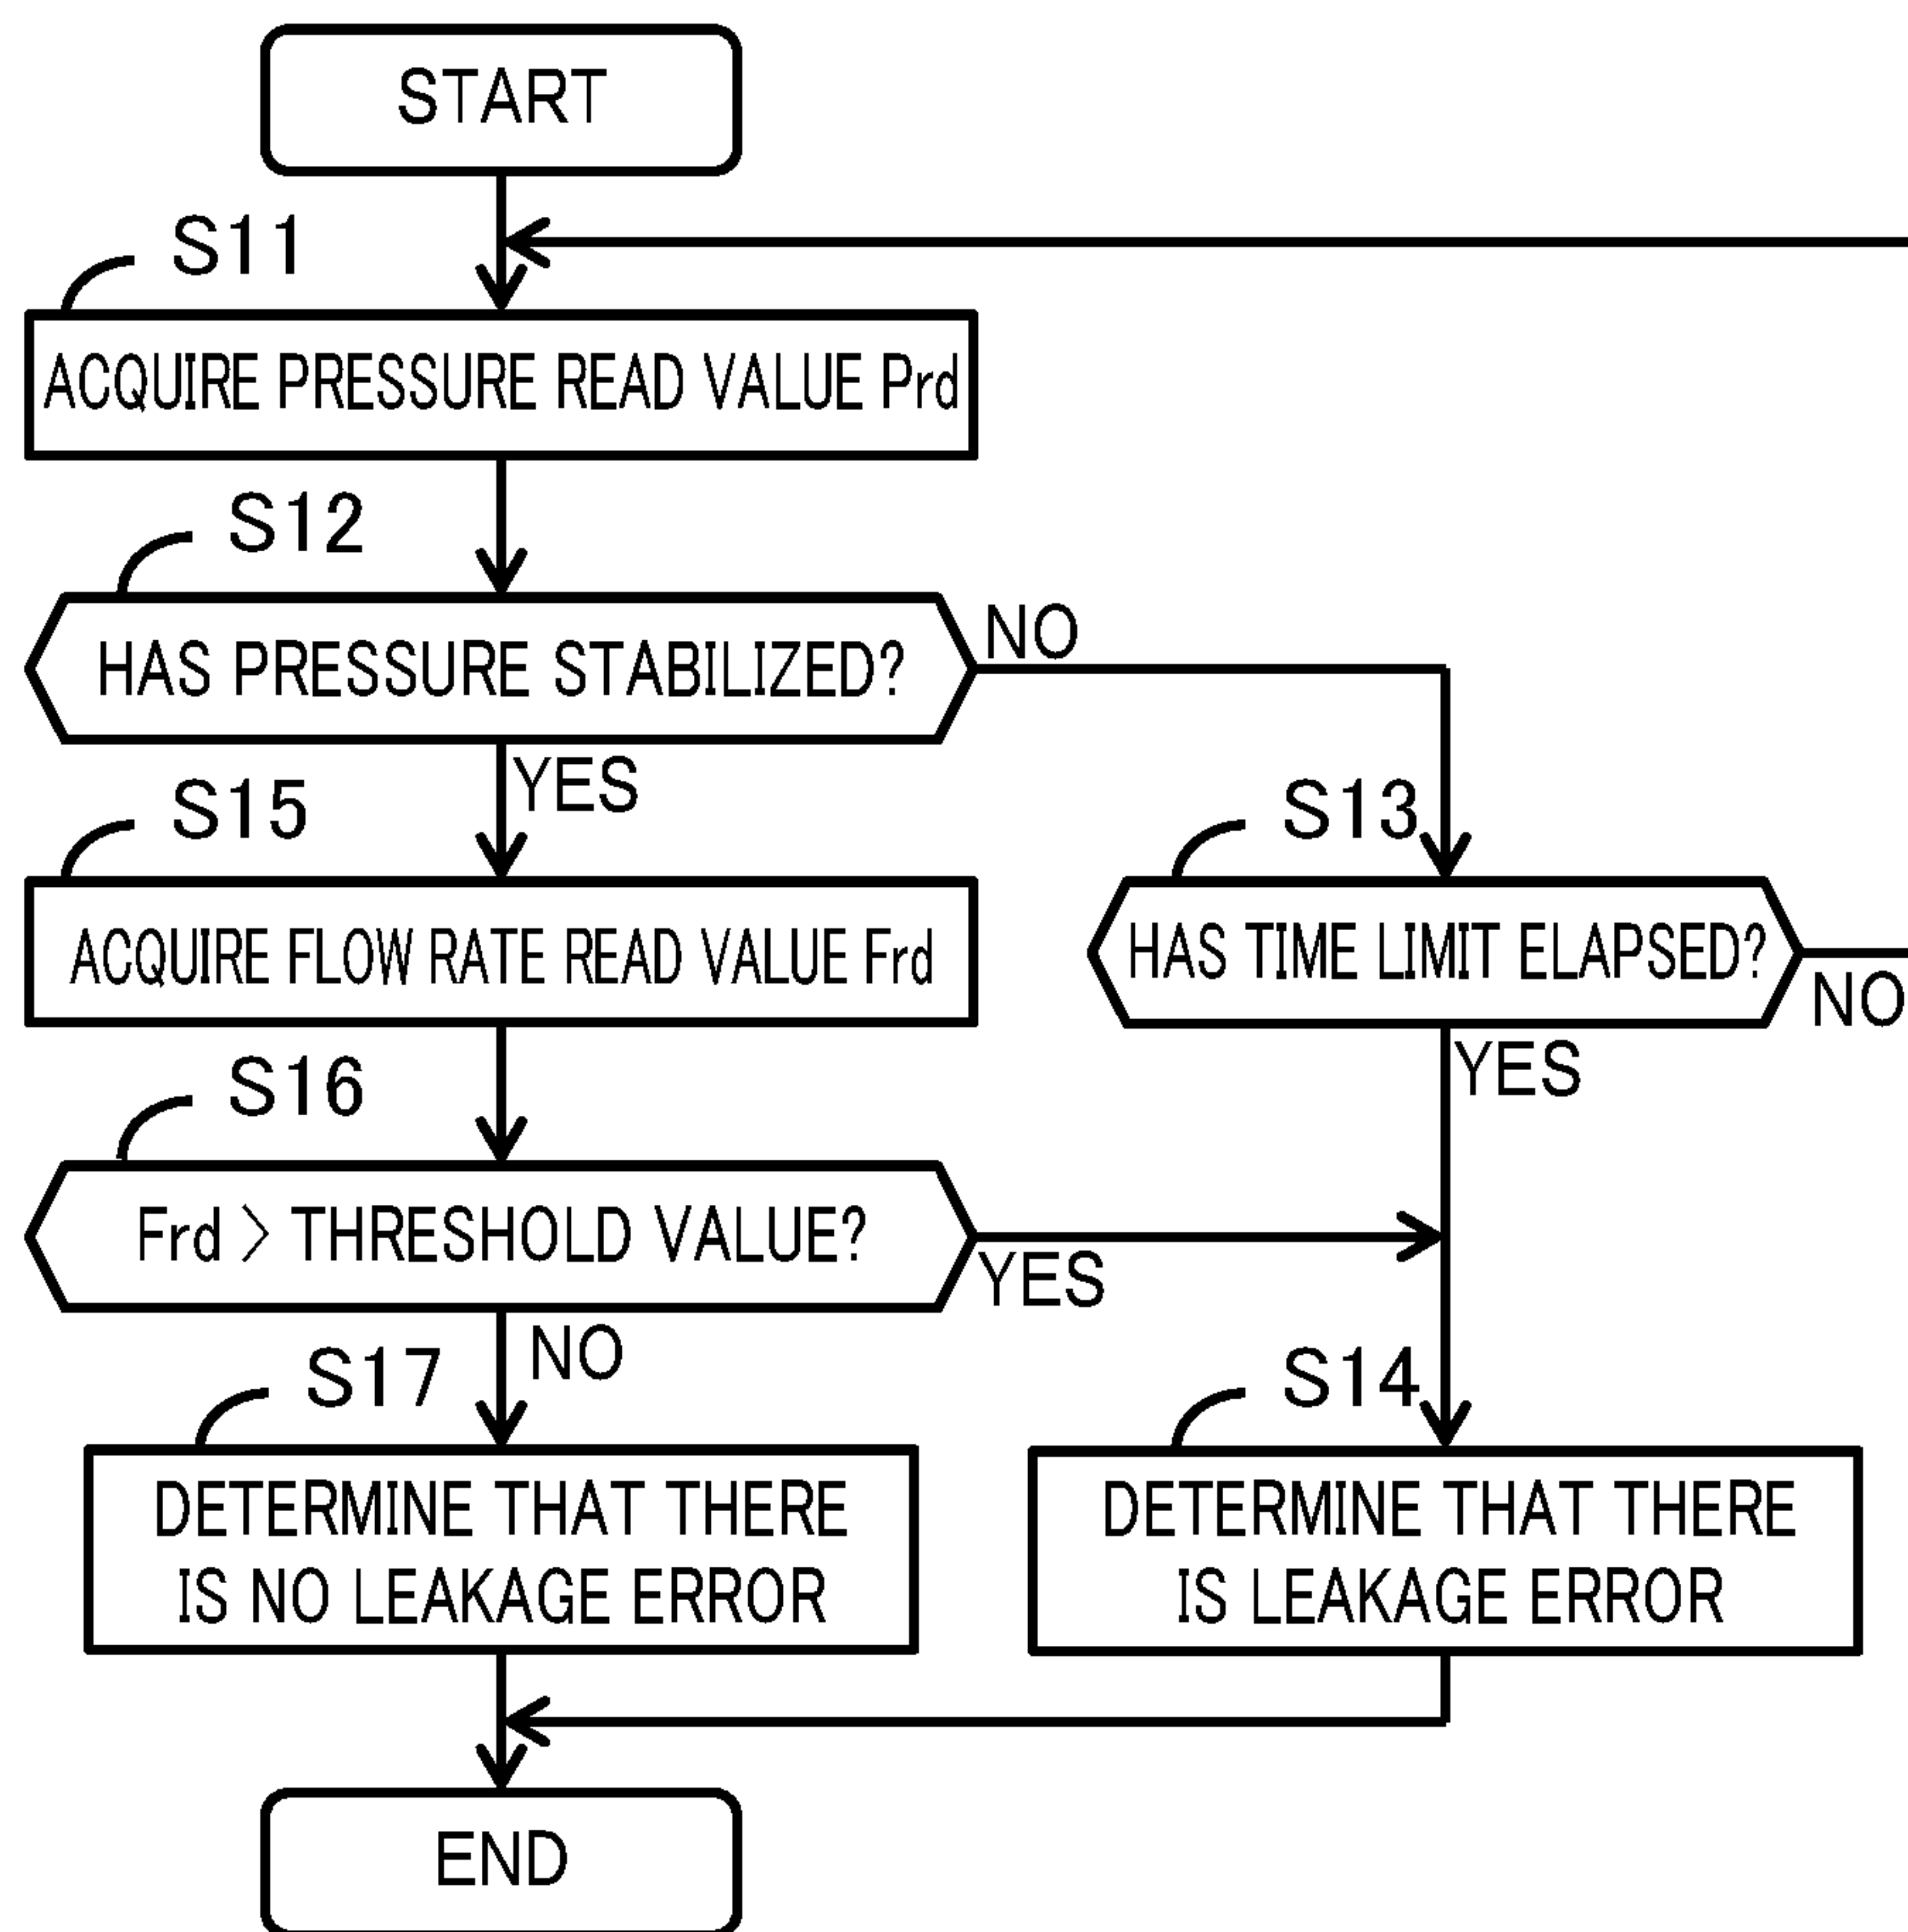 START
S11
ACQUIRE PRESSURE READ VALUE Prd
S12
HAS PRESSURE STABILIZED?
NO
YES
S15
S13
ACQUIRE FLOW RATE READ VALUE Frd
HAS TIME LIMIT ELAPSED?
NO
YES
S16
Frd > THRESHOLD VALUE?
YES
NO
S17
S14
DETERMINE THAT THERE
IS NO LEAKAGE ERROR
DETERMINE THAT THERE
IS LEAKAGE ERROR
END